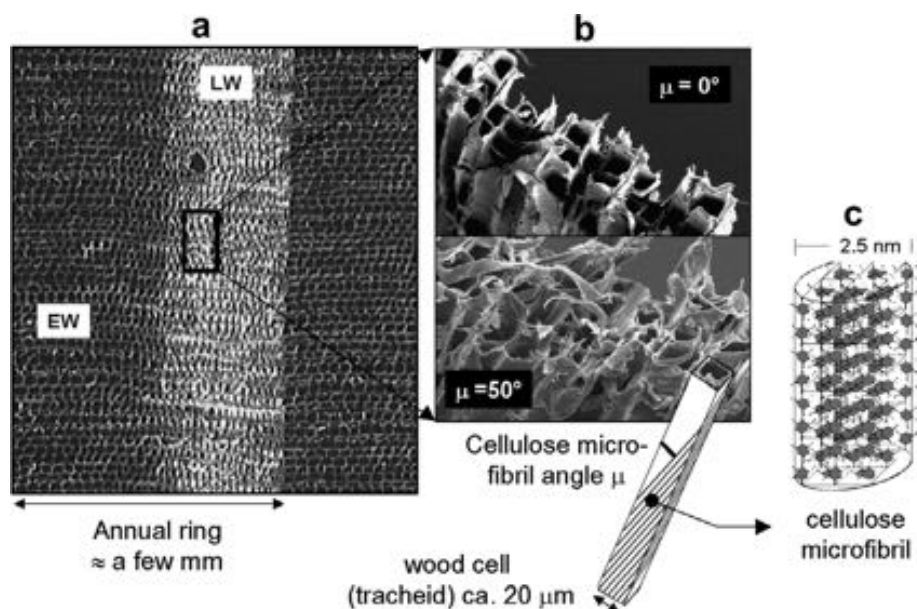 a
LW
EW
Annual ring
≈ a few mm
b
μ = 0°
μ =50°
Cellulose micro-
fibril angle μ
wood cell
(tracheid) ca. 20 μm
c
2.5 nm
cellulose
microfibril